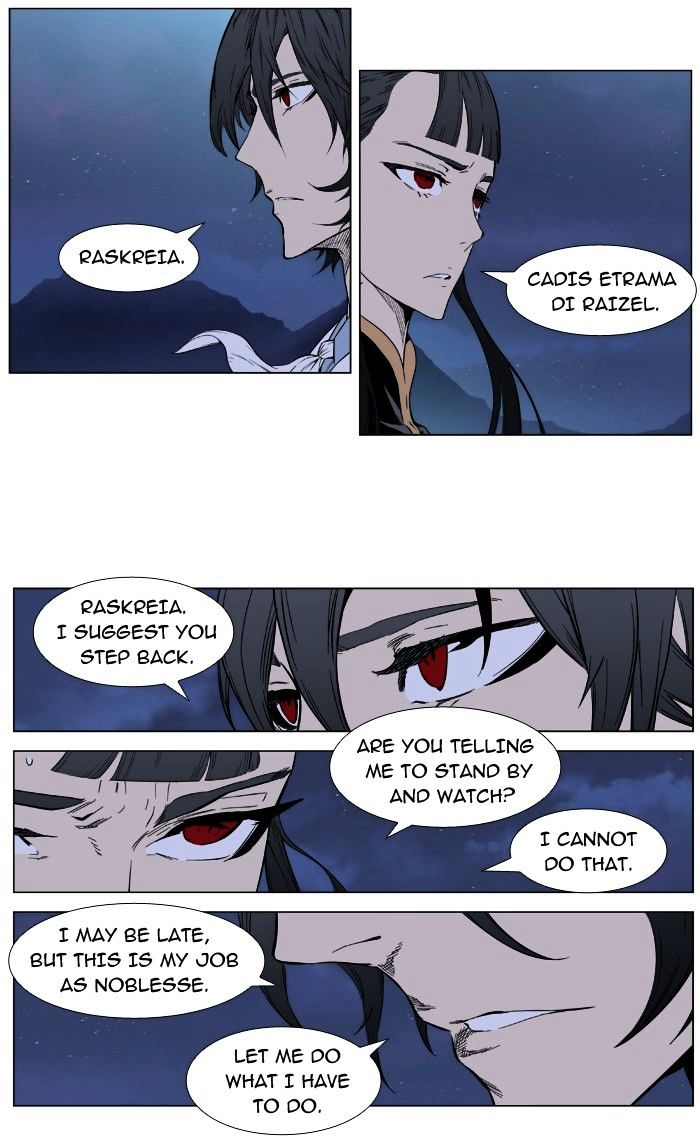 RASKREIA.
CADIS ETRAMA
DI RAIZEL.
RASKREIA.
I SUGGEST YOU
STEP BACK.
ARE YOU TELLING
ME TO STAND BY
AND WATCH?
I CANNOT
DO THAT.
I MAY BE LATE,
BUT THIS IS MY JOB
AS NOBLESSE.
LET ME DO
WHAT I HAVE
TO DO.